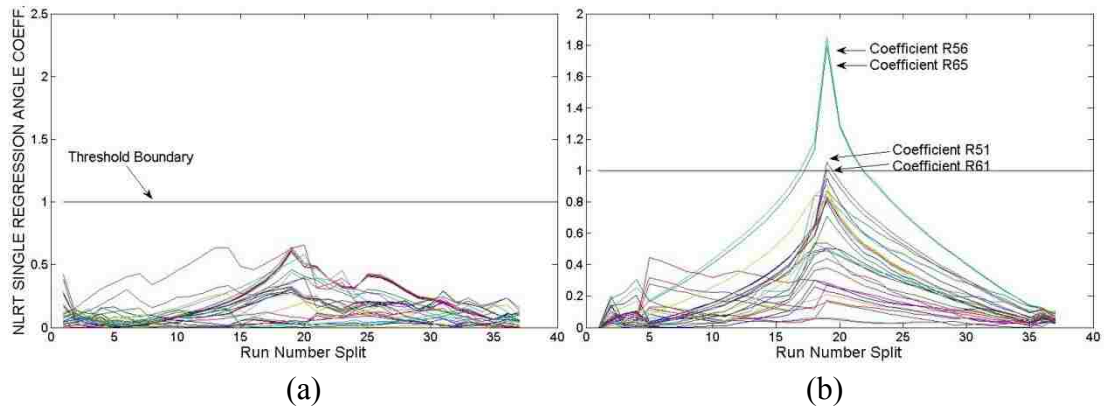 NLRT SINGLE REGRESSION ANGLE COEFF.
2.5
2
1.5
1
0.5
0
Threshold Boundary
0 5 10 15 20 25 30 35 40
Run Number Split
(a)
2
1.8
1.6
1.4
1.2
1
0.8
0.6
0.4
0.2
0
Coefficient R56
Coefficient R65
Coefficient R51
Coefficient R61
0 5 10 15 20 25 30 35 40
Run Number Split
(b)